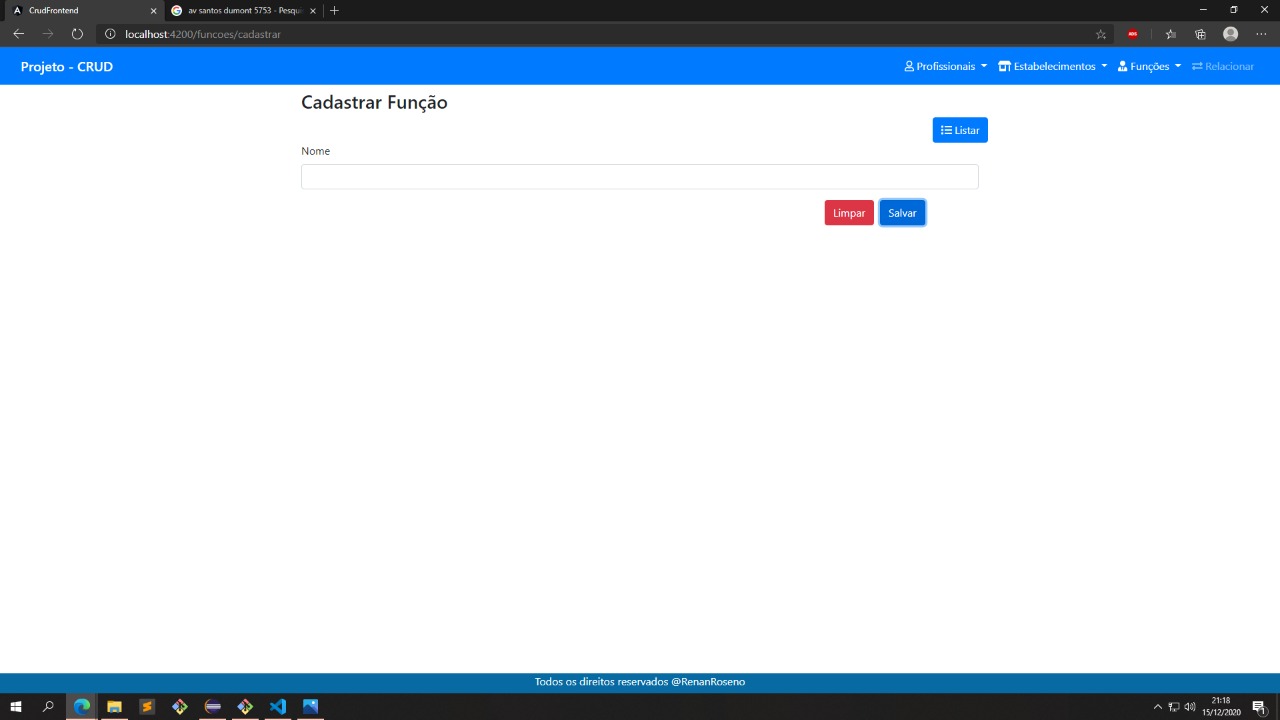 CrudFrontend
av santos dumont 5753 - Pesqui
localhost:4200/funcoes/cadastrar
Projeto - CRUD
Profissionais
Estabelecimentos
Funções
Relacionar
Cadastrar Função
Listar
Nome
Limpar
Salvar
Todos os direitos reservados @RenanRoseno
21:18
15/12/2020